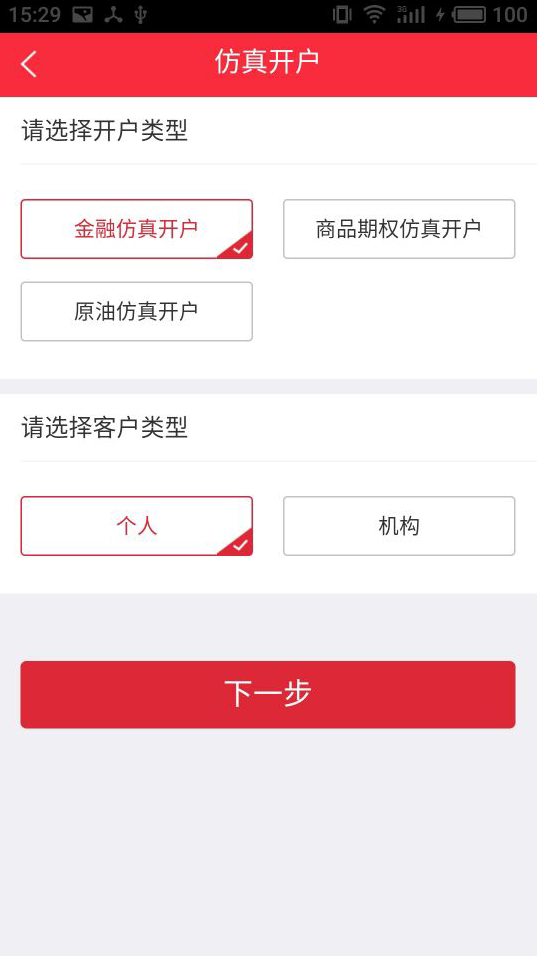 15:29 3G 100
仿真开户
请选择开户类型
金融仿真开户 商品期权仿真开户
原油仿真开户
请选择客户类型
个人 机构
下一步